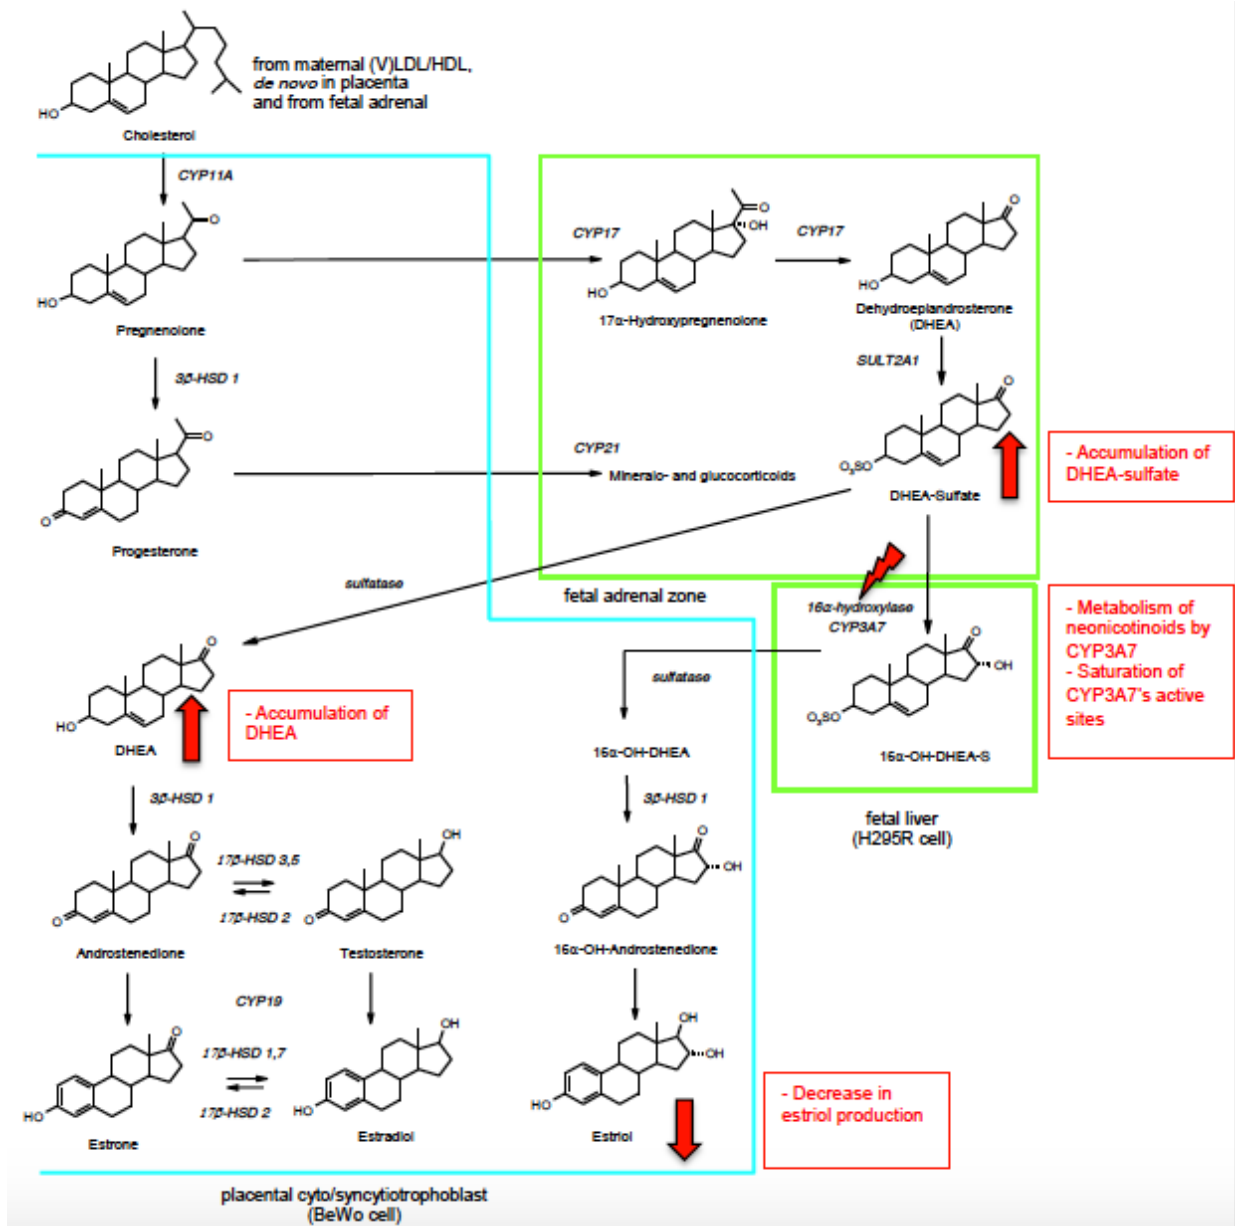 from maternal (V)LDL/HDL,
de novo in placenta
and from fetal adrenal
HO
Cholesterol
CYP11A
O
HO
Pregnenolone
CYP17
O
OH
HO
17α-Hydroxypregnenolone
CYP17
O
HO
Dehydroeplandrosterone
(DHEA)
3β-HSD 1
SULT2A1
O
O
Progesterone
CYP21
Mineralo- and glucocorticoids
O
O₃SO
DHEA-Sulfate
- Accumulation of
DHEA-sulfate
sulfatase
fetal adrenal zone
16α-hydroxylase
CYP3A7
- Metabolism of
neonicotinoids by
CYP3A7
- Saturation of
CYP3A7's active
sites
O
OH
O₃SO
16α-OH-DHEA-S
fetal liver
(H295R cell)
O
HO
DHEA
- Accumulation of
DHEA
sulfatase
16α-OH-DHEA
3β-HSD 1
3β-HSD 1
O
O
Androstenedione
17β-HSD 3,5
17β-HSD 2
OH
O
Testosterone
O
OH
O
16α-OH-Androstenedione
CYP19
O
HO
Estrone
17β-HSD 1,7
17β-HSD 2
OH
HO
Estradiol
OH
OH
HO
Estriol
- Decrease in
estriol production
placental cyto/syncytiotrophoblast
(BeWo cell)